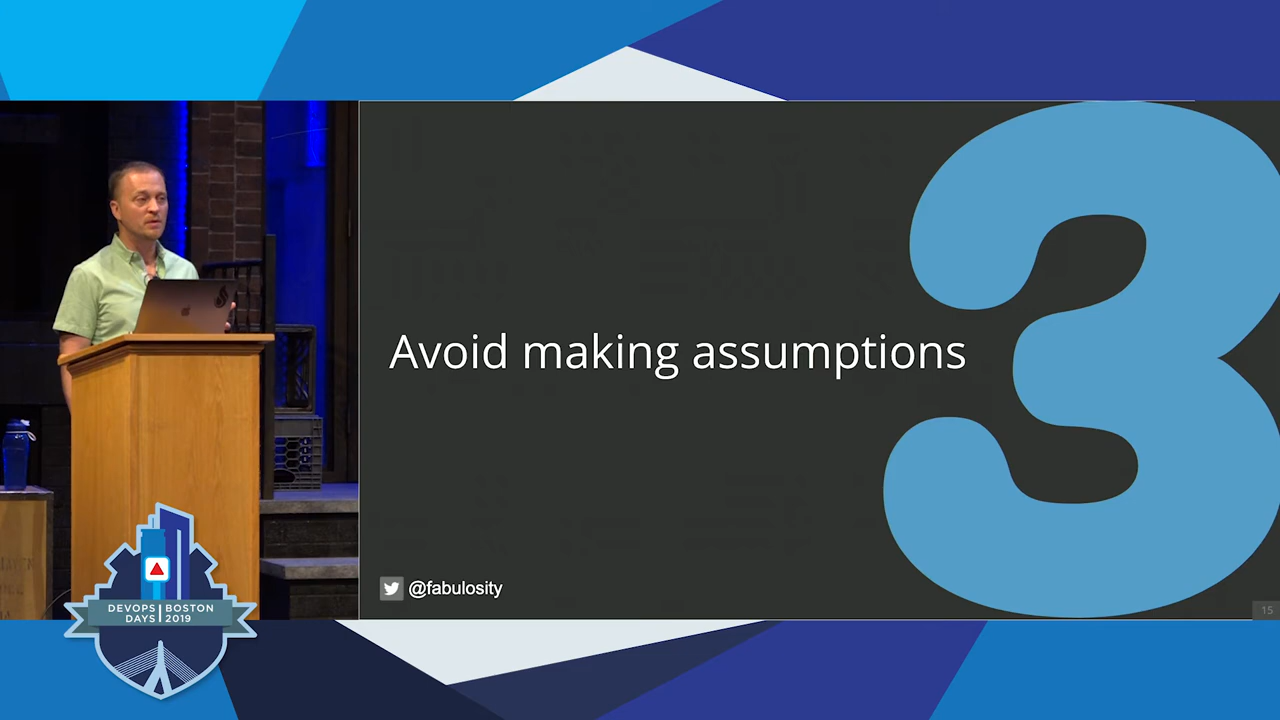 Avoid making assumptions
3
@fabulosity
15
DEVOPS BOSTON
DAYS 2019